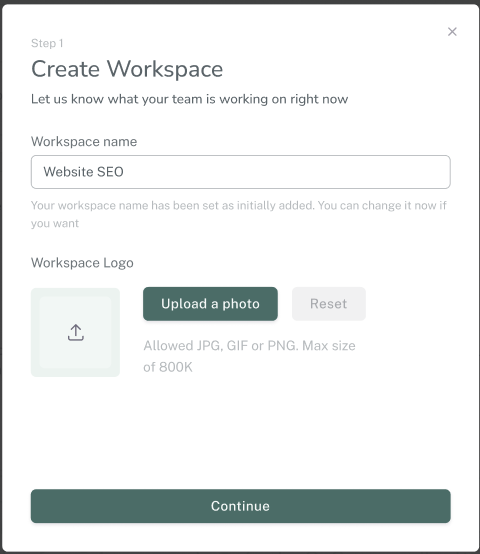 Step 1
Create Workspace
Let us know what your team is working on right now
Workspace name
Website SEO
Your workspace name has been set as initially added. You can change it now if
you want
Workspace Logo
Upload a photo
Reset
Allowed JPG, GIF or PNG. Max size
of 800K
Continue